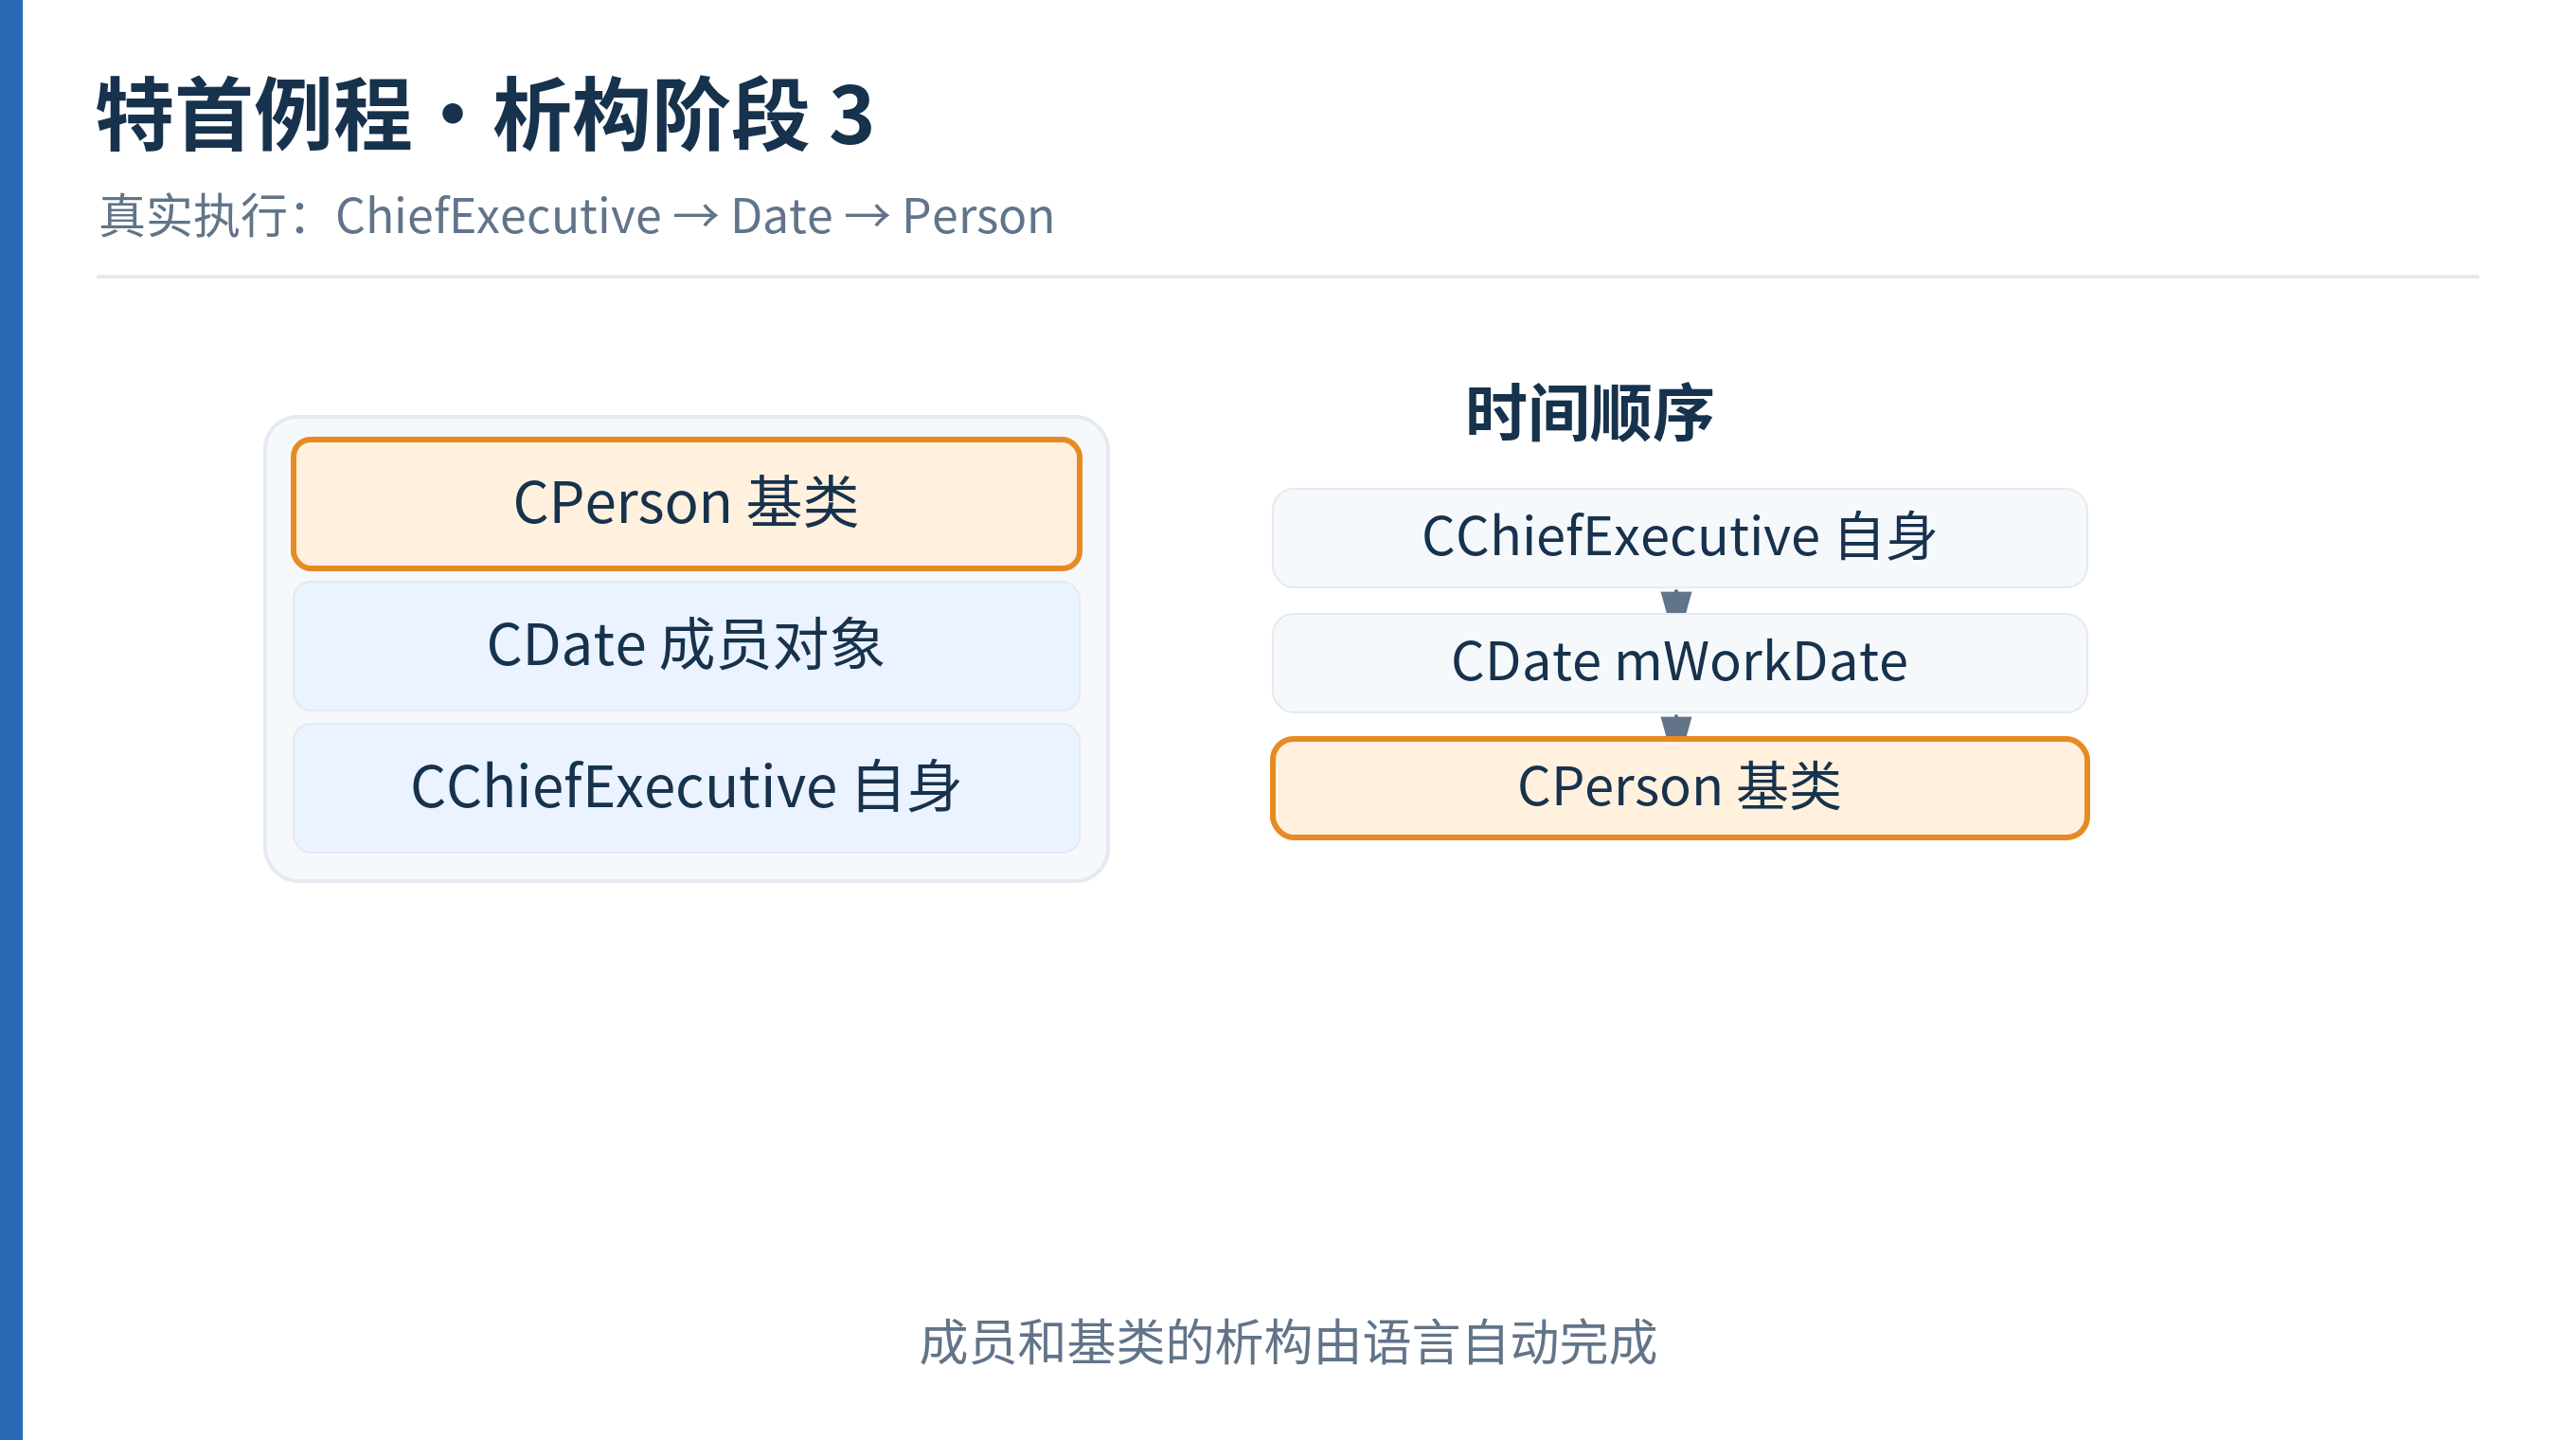 特首例程・析构阶段 3
真实执行：ChiefExecutive → Date → Person
CPerson 基类
CDate 成员对象
CChiefExecutive 自身
时间顺序
CChiefExecutive 自身
CDate mWorkDate
CPerson 基类
成员和基类的析构由语言自动完成